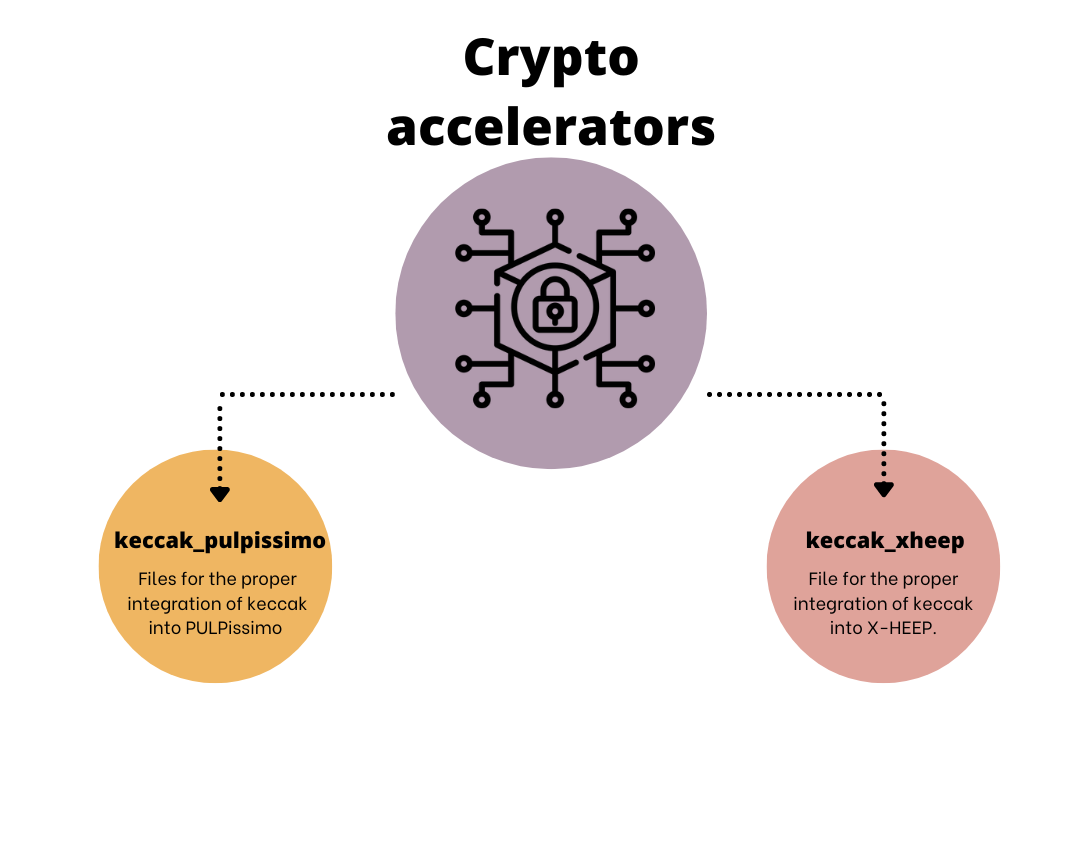 Crypto
accelerators
keccak_pulpissimo
Files for the proper
integration of keccak
into PULPissimo
keccak_xheep
File for the proper
integration of keccak
into X-HEEP.